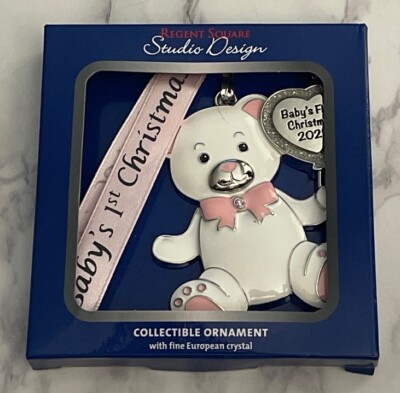 REGENT SQUARE
Studio Design
Baby's 1st Christmas
Baby's
Christmas
COLLECTIBLE ORNAMENT
with fine European crystal